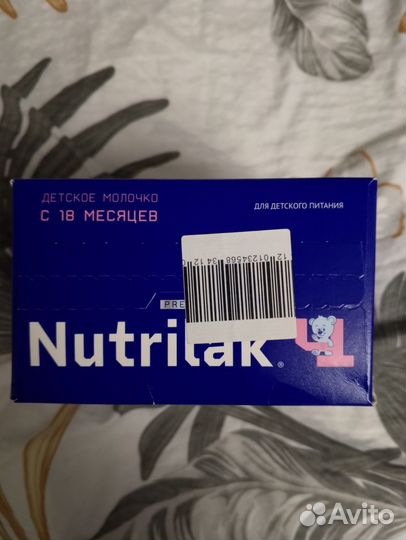 ДЕТСКОЕ МОЛОЧКО
С 18 МЕСЯЦЕВ
ДЛЯ ДЕТСКОГО ПИТАНИЯ
Nutrilak® 4
Avito